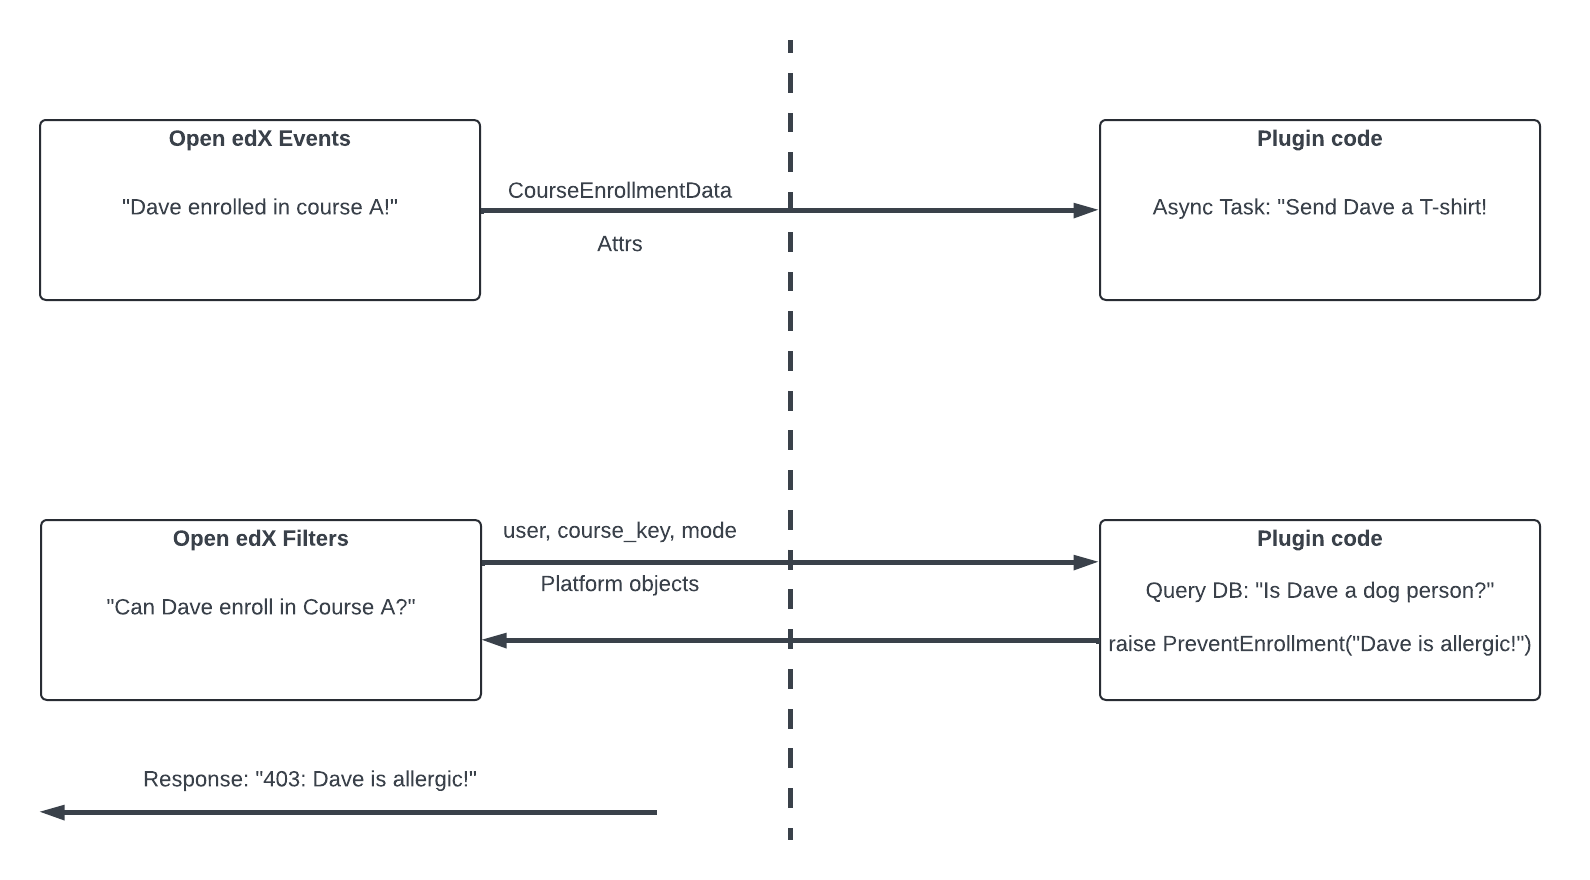 Open edX Events
"Dave enrolled in course A!"
CourseEnrollmentData
Attrs
Plugin code
Async Task: "Send Dave a T-shirt!
Open edX Filters
"Can Dave enroll in Course A?"
user, course_key, mode
Platform objects
Plugin code
Query DB: "Is Dave a dog person?"
raise PreventEnrollment("Dave is allergic!")
Response: "403: Dave is allergic!"